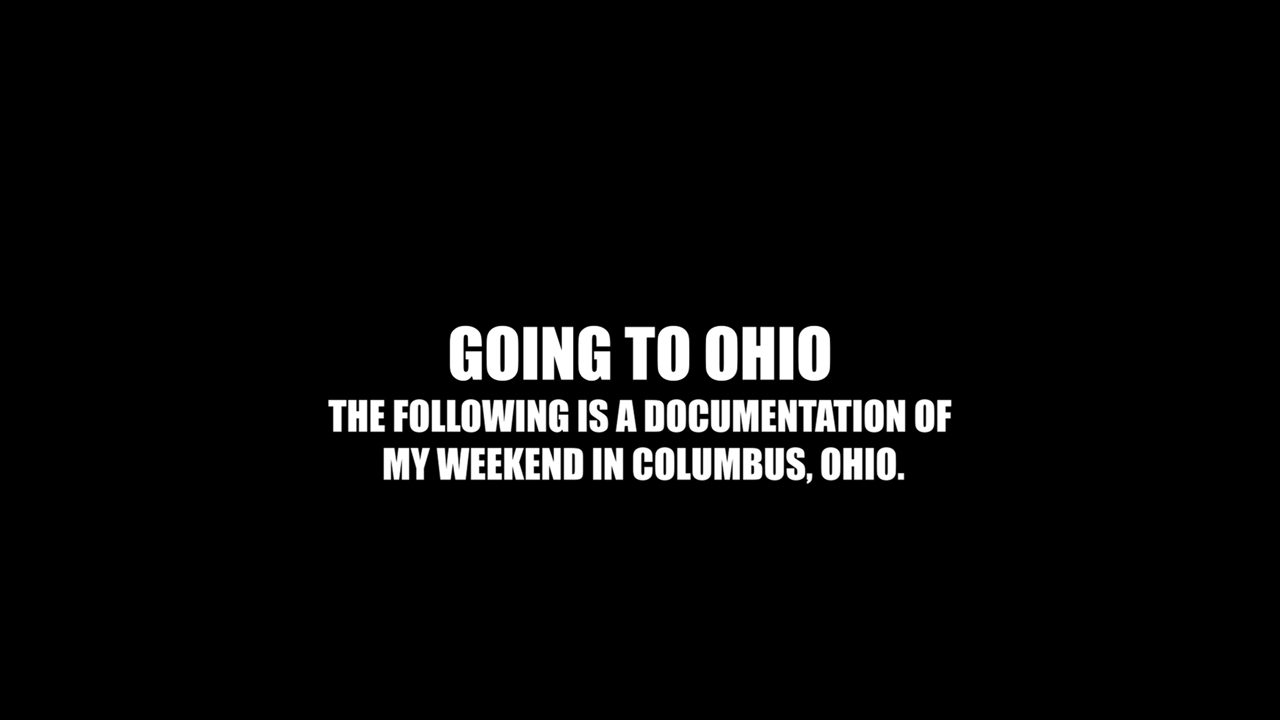 GOING TO OHIO
THE FOLLOWING IS A DOCUMENTATION OF
MY WEEKEND IN COLUMBUS, OHIO.